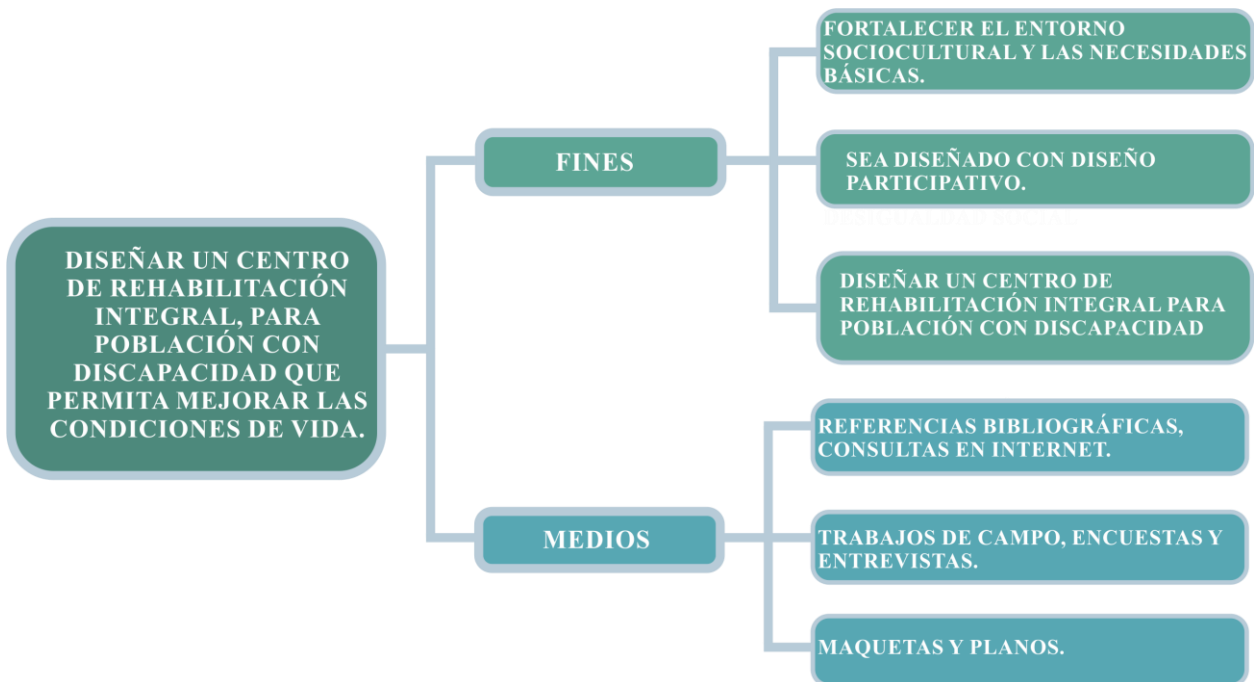 DISEÑAR UN CENTRO
DE REHABILITACIÓN
INTEGRAL, PARA
POBLACIÓN CON
DISCAPACIDAD QUE
PERMITA MEJORAR LAS
CONDICIONES DE VIDA.
FINES
FORTALECER EL ENTORNO
SOCIOCULTURAL Y LAS NECESIDADES
BÁSICAS.
SEA DISEÑADO CON DISEÑO
PARTICIPATIVO.
DISEÑAR UN CENTRO DE
REHABILITACIÓN INTEGRAL PARA
POBLACIÓN CON DISCAPACIDAD
MEDIOS
REFERENCIAS BIBLIOGRÁFICAS,
CONSULTAS EN INTERNET.
TRABAJOS DE CAMPO, ENCUESTAS Y
ENTREVISTAS.
MAQUETAS Y PLANOS.